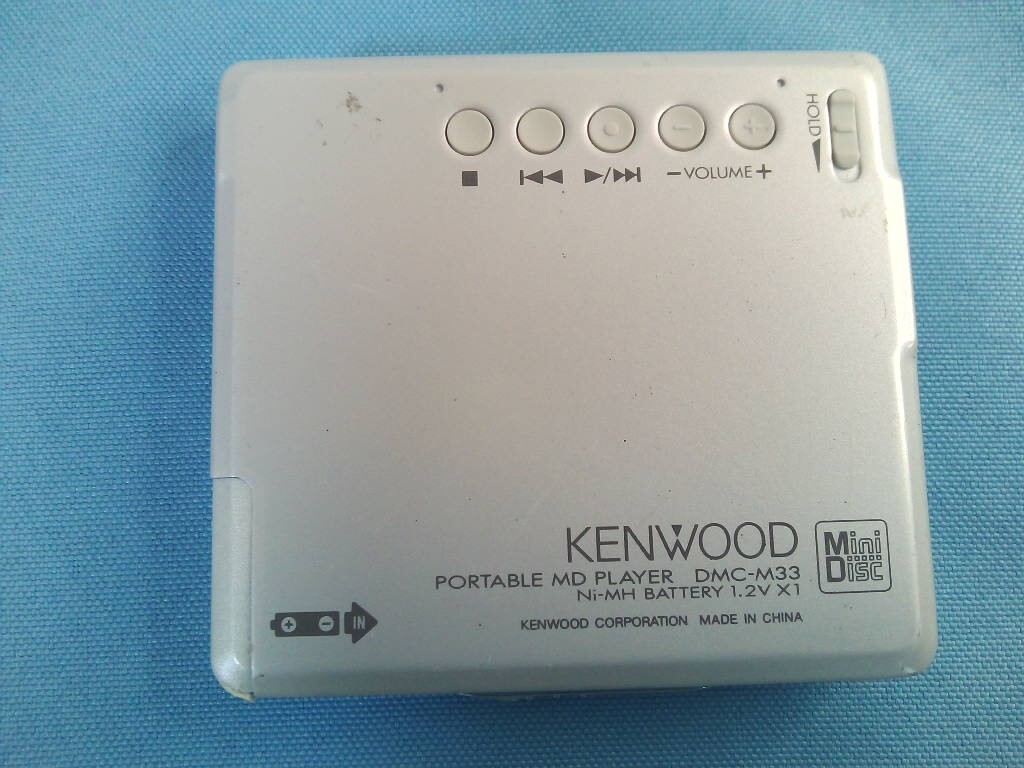 HOLD
− VOLUME +
KENWOOD
PORTABLE MD PLAYER DMC-M33
Ni-MH BATTERY 1.2V X1
KENWOOD CORPORATION MADE IN CHINA
Mini
Disc
IN